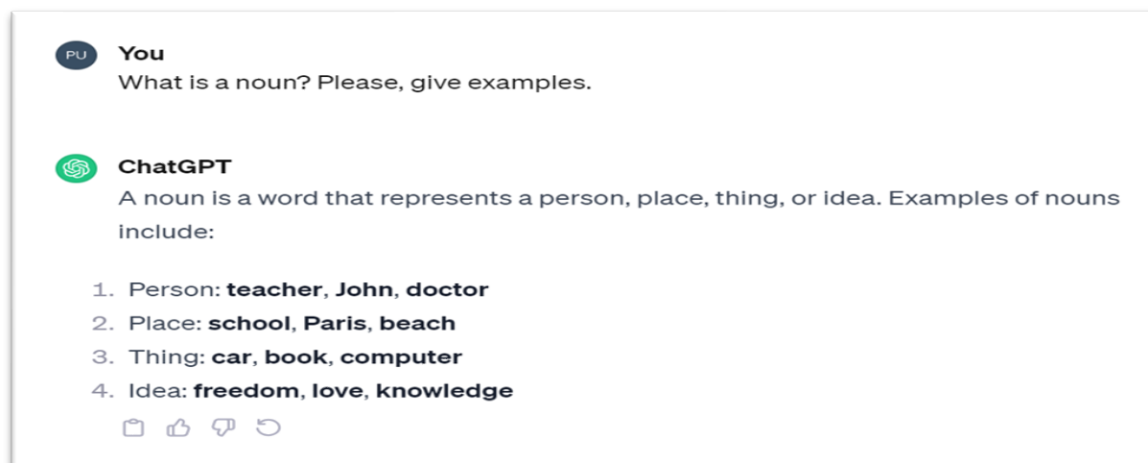 PU
You
What is a noun? Please, give examples.
ChatGPT
A noun is a word that represents a person, place, thing, or idea. Examples of nouns
include:
1. Person: teacher, John, doctor
2. Place: school, Paris, beach
3. Thing: car, book, computer
4. Idea: freedom, love, knowledge